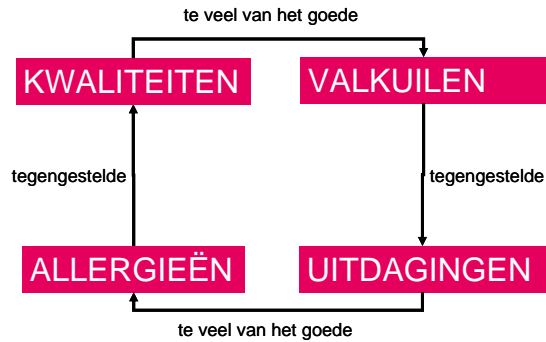 te veel van het goede
KWALITEITEN
VALKUILEN
tegengestelde
tegengestelde
ALLERGIEËN
UITDAGINGEN
te veel van het goede